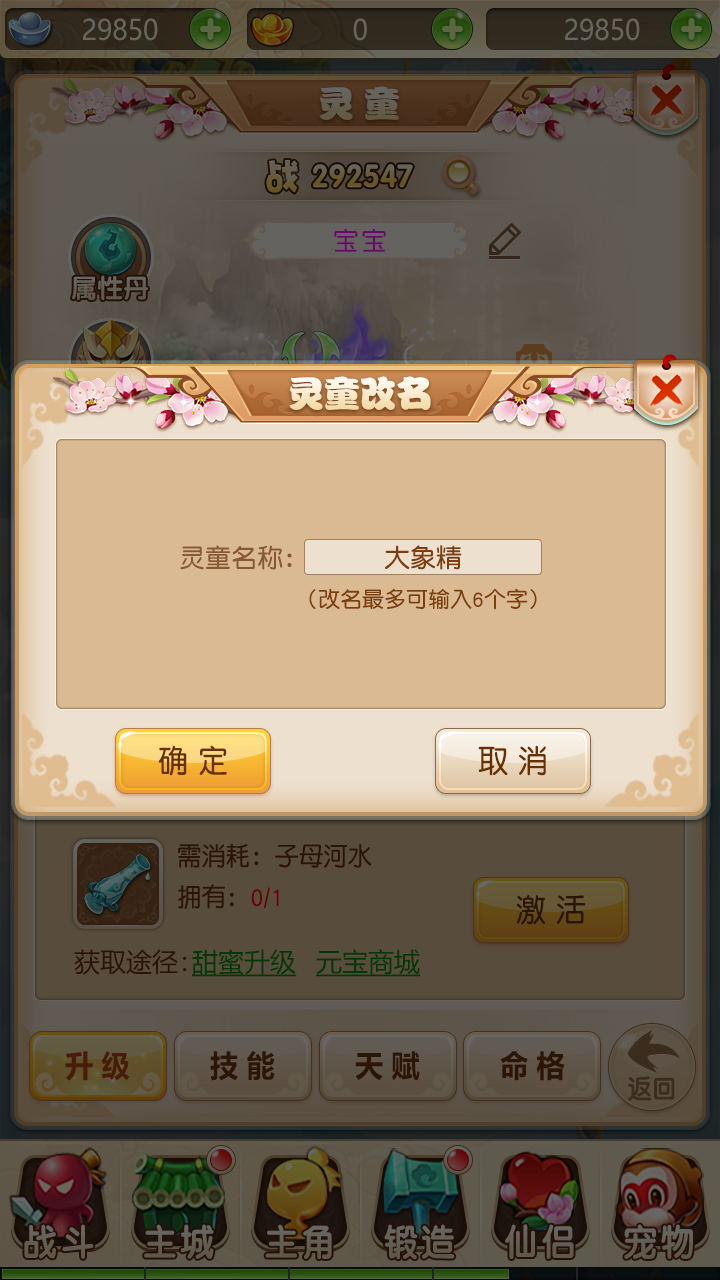 29850 0 29850
灵童
战 292547
宝宝
属性丹
灵童改名
灵童名称: 大象精
（改名最多可输入6个字）
确定 取消
需消耗：子母河水
拥有：0/1
激活
获取途径:甜蜜升级 元宝商城
升级 技能 天赋 命格 返回
战斗 主城 主角 锻造 仙侣 宠物